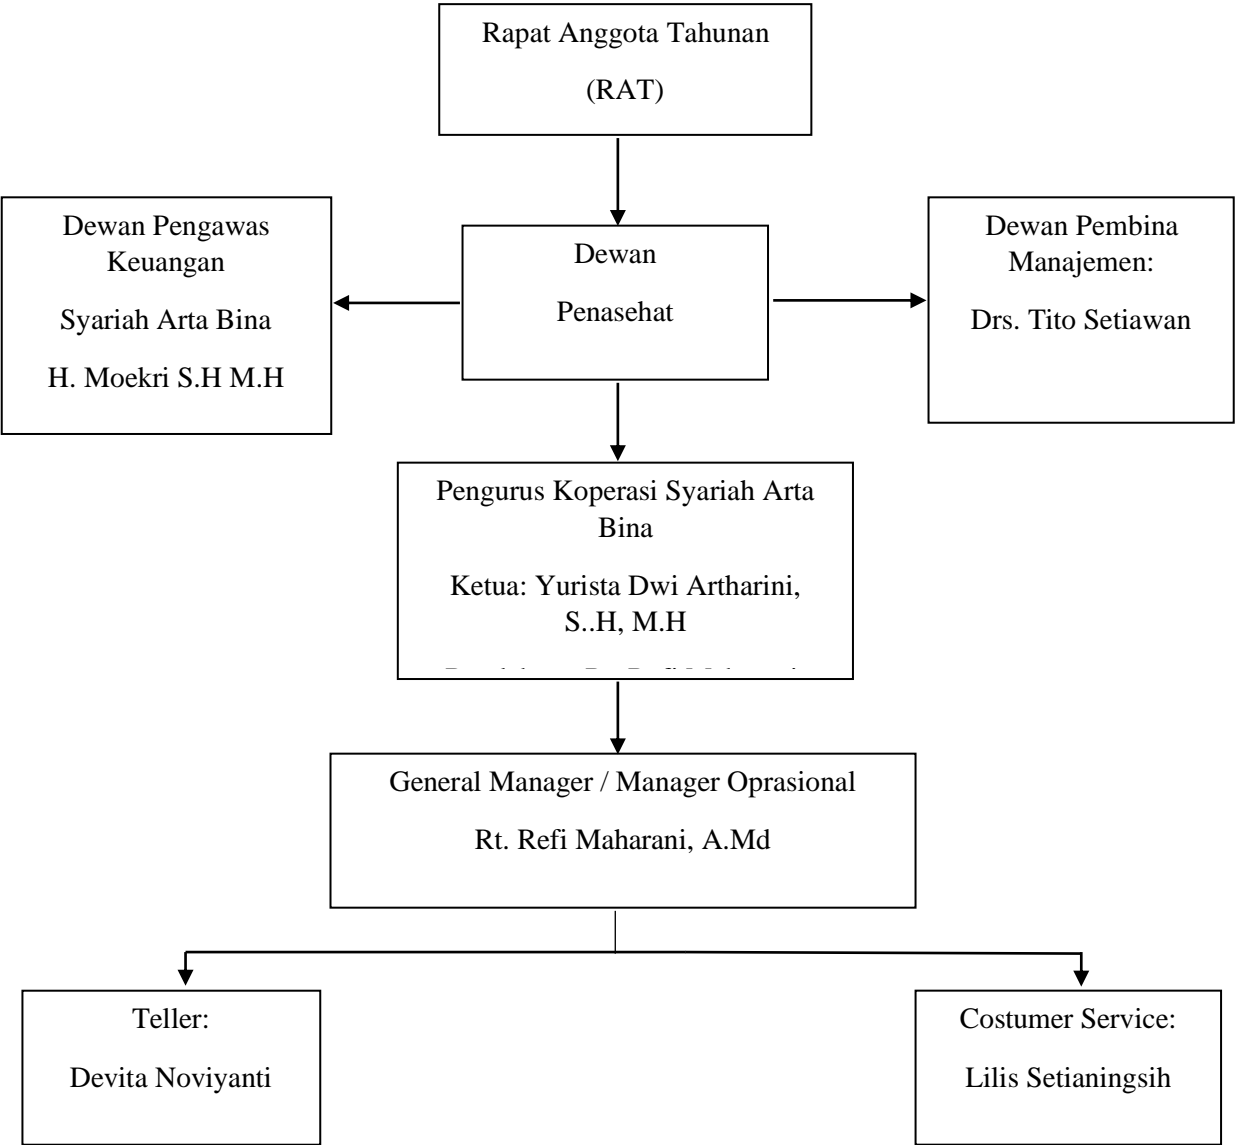 Rapat Anggota Tahunan
(RAT)
Dewan Pengawas
Keuangan
Syariah Arta Bina
H. Moekri S.H M.H
Dewan
Penasehat
Dewan Pembina
Manajemen:
Drs. Tito Setiawan
Pengurus Koperasi Syariah Arta
Bina
Ketua: Yurista Dwi Artharini,
S..H, M.H
General Manager / Manager Oprasional
Rt. Refi Maharani, A.Md
Teller:
Devita Noviyanti
Costumer Service:
Lilis Setianingsih